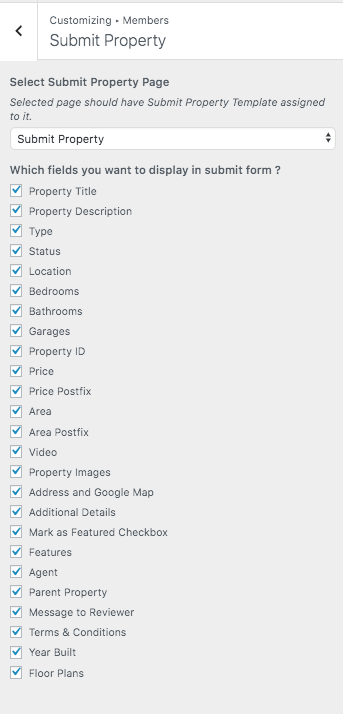 Customizing • Members
Submit Property
Select Submit Property Page
Selected page should have Submit Property Template assigned
to it.
Submit Property
Which fields you want to display in submit form ?
Property Title
Property Description
Type
Status
Location
Bedrooms
Bathrooms
Garages
Property ID
Price
Price Postfix
Area
Area Postfix
Video
Property Images
Address and Google Map
Additional Details
Mark as Featured Checkbox
Features
Agent
Parent Property
Message to Reviewer
Terms & Conditions
Year Built
Floor Plans